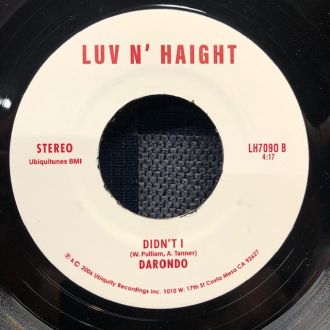 LUV N' HAIGHT
STEREO
Ubiquitunes BMI
LH7090 B
4:17
DIDN'T I
(W. Pulliam, A. Tanner)
DARONDO
℗ & © 2006 Ubiquity Recordings inc. 1010 W. 17th St Costa Mesa CA 92627